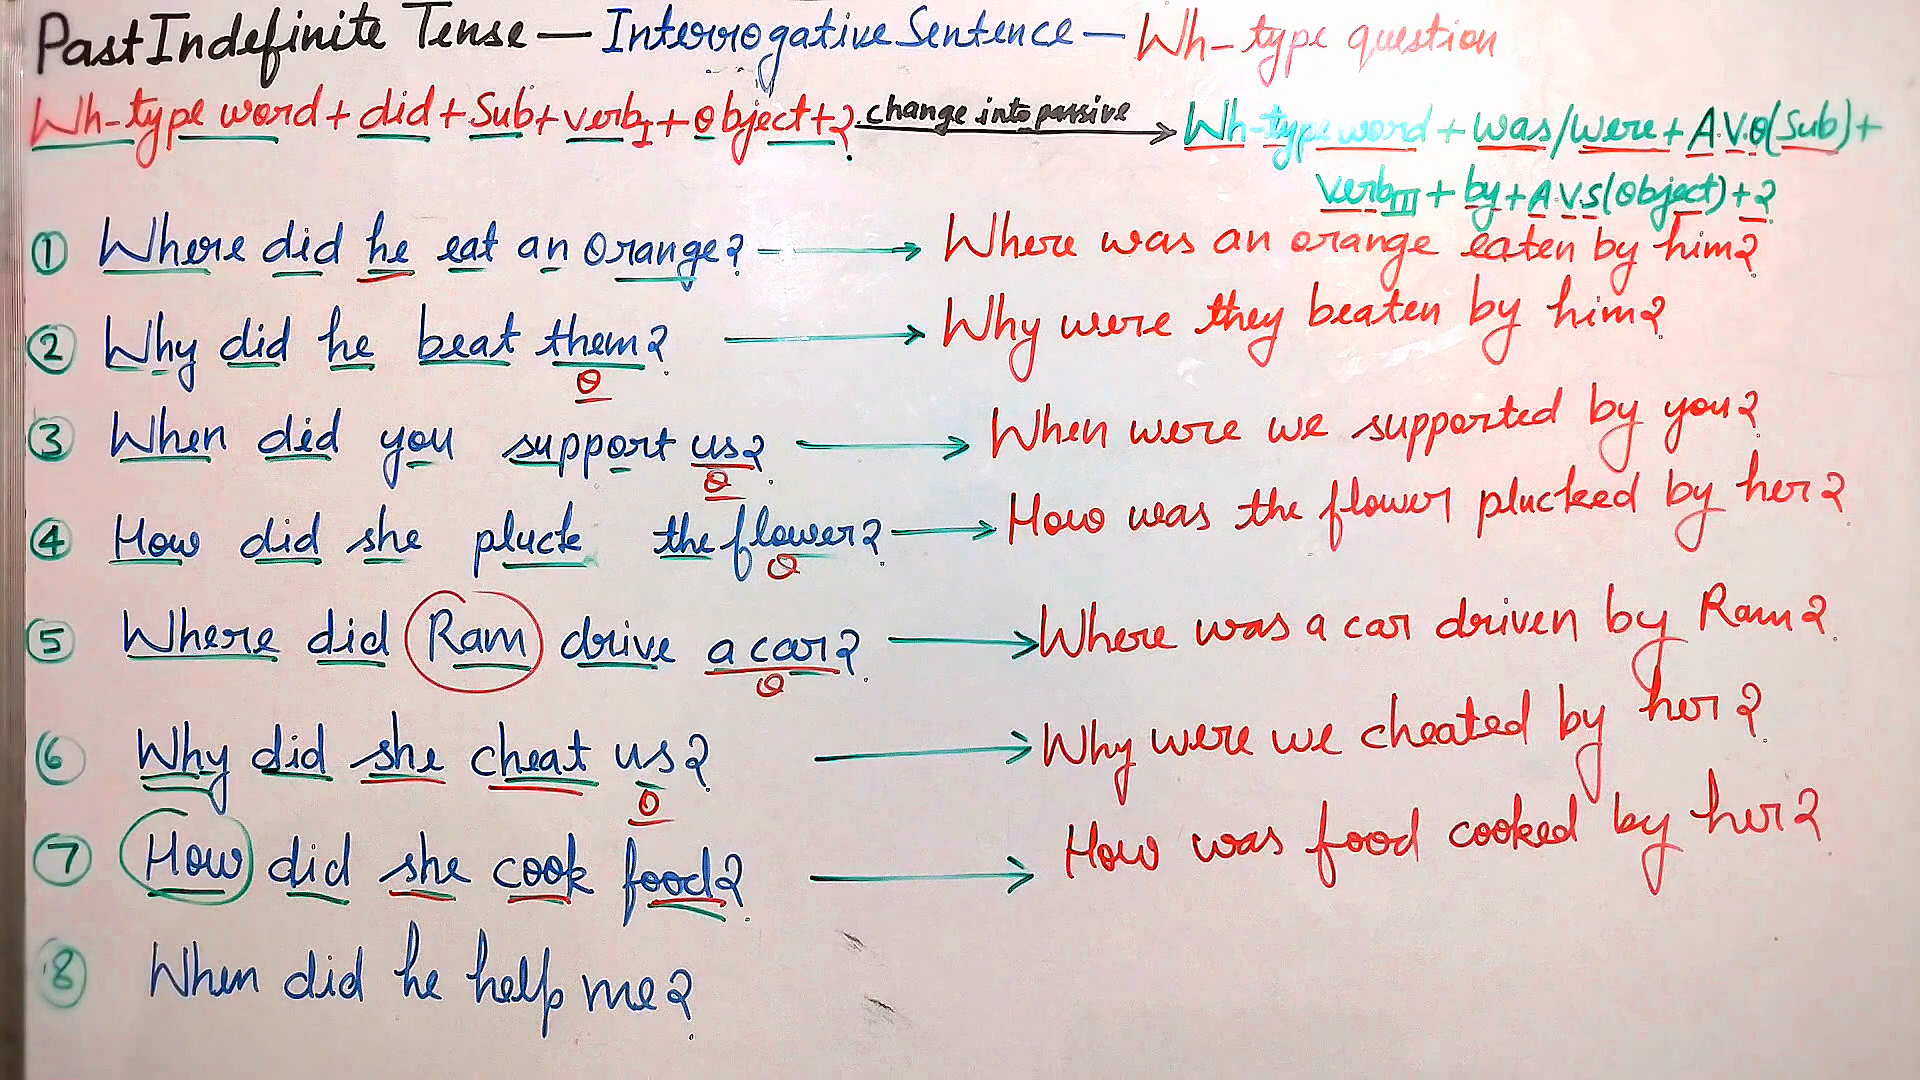 Past Indefinite Tense — Interrogative Sentence — Wh-type question
Wh-type word + did + Sub + verb I + Object + ? change into passive → Wh-type word + was/were + A.V.O(Sub) +
verb III + by + A.V.S(Object) + ?
① Where did he eat an Orange? → Where was an orange eaten by him?
② Why did he beat them? → Why were they beaten by him?
O
③ When did you support us? → When were we supported by you?
O
④ How did she pluck the flower? → How was the flower plucked by her?
O
⑤ Where did Ram drive a car? → Where was a car driven by Ram?
O
⑥ Why did she cheat us? → Why were we cheated by her?
O
⑦ How did she cook food? → How was food cooked by her?
⑧ When did he help me?